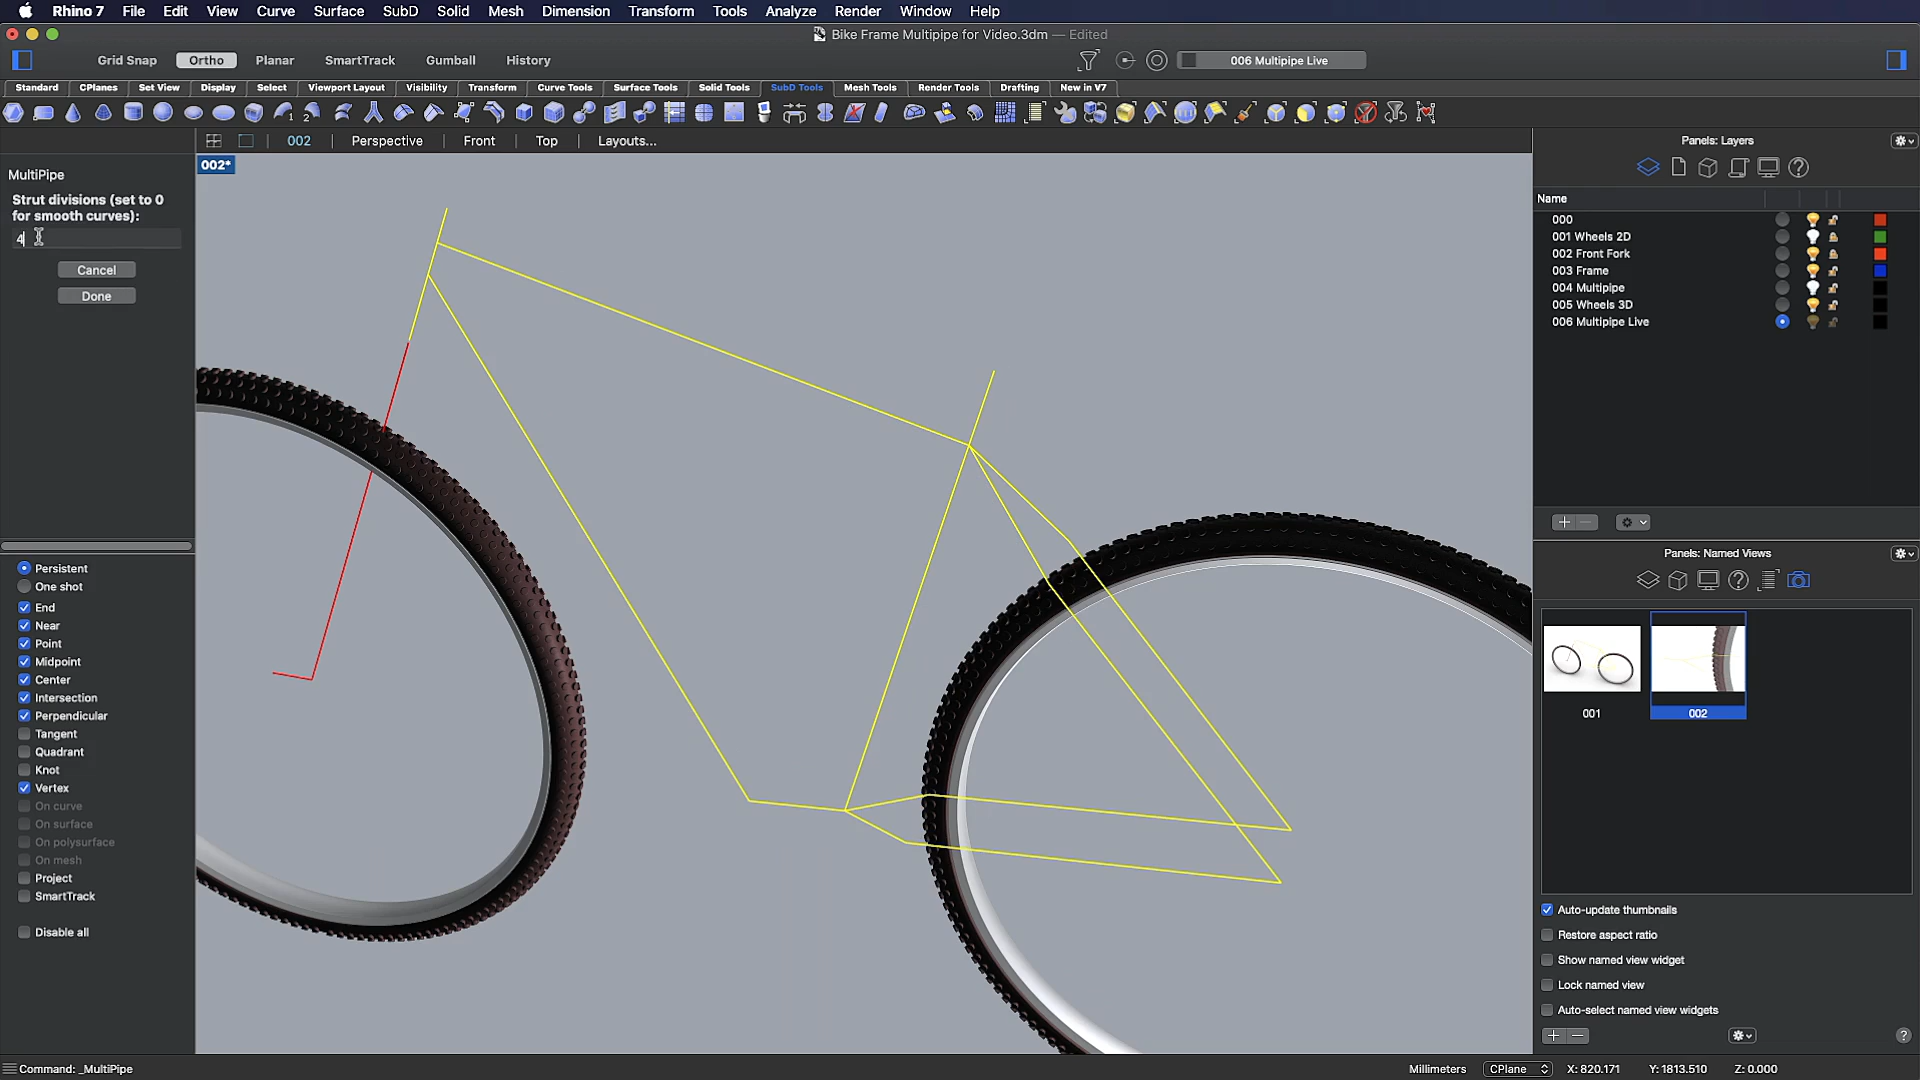 Rhino 7 File Edit View Curve Surface SubD Solid Mesh Dimension Transform Tools Analyze Render Window Help
Bike Frame Multipipe for Video.3dm — Edited
Grid Snap Ortho Planar SmartTrack Gumball History 006 Multipipe Live
Standard CPlanes Set View Display Select Viewport Layout Visibility Transform Curve Tools Surface Tools Solid Tools SubD Tools Mesh Tools Render Tools Drafting New in V7
002 Perspective Front Top Layouts...
002*
MultiPipe
Strut divisions (set to 0
for smooth curves):
4
Cancel
Done
Persistent
One shot
End
Near
Point
Midpoint
Center
Intersection
Perpendicular
Tangent
Quadrant
Knot
Vertex
On curve
On surface
On polysurface
On mesh
Project
SmartTrack
Disable all
Panels: Layers
Name
000
001 Wheels 2D
002 Front Fork
003 Frame
004 Multipipe
005 Wheels 3D
006 Multipipe Live
Panels: Named Views
001 002
Auto-update thumbnails
Restore aspect ratio
Show named view widget
Lock named view
Auto-select named view widgets
Command: _MultiPipe
Millimeters CPlane X: 820.171 Y: 1813.510 Z: 0.000